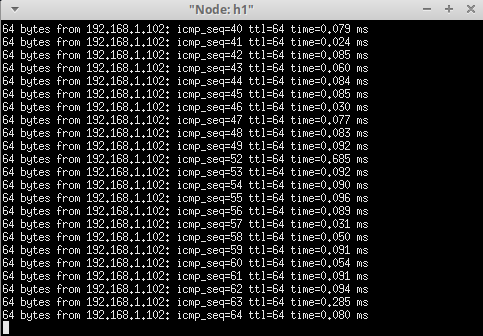 "Node: h1"
64 bytes from 192.168.1.102: icmp_seq=40 ttl=64 time=0.079 ms
64 bytes from 192.168.1.102: icmp_seq=41 ttl=64 time=0.024 ms
64 bytes from 192.168.1.102: icmp_seq=42 ttl=64 time=0.085 ms
64 bytes from 192.168.1.102: icmp_seq=43 ttl=64 time=0.060 ms
64 bytes from 192.168.1.102: icmp_seq=44 ttl=64 time=0.084 ms
64 bytes from 192.168.1.102: icmp_seq=45 ttl=64 time=0.085 ms
64 bytes from 192.168.1.102: icmp_seq=46 ttl=64 time=0.030 ms
64 bytes from 192.168.1.102: icmp_seq=47 ttl=64 time=0.077 ms
64 bytes from 192.168.1.102: icmp_seq=48 ttl=64 time=0.083 ms
64 bytes from 192.168.1.102: icmp_seq=49 ttl=64 time=0.092 ms
64 bytes from 192.168.1.102: icmp_seq=52 ttl=64 time=0.685 ms
64 bytes from 192.168.1.102: icmp_seq=53 ttl=64 time=0.092 ms
64 bytes from 192.168.1.102: icmp_seq=54 ttl=64 time=0.090 ms
64 bytes from 192.168.1.102: icmp_seq=55 ttl=64 time=0.096 ms
64 bytes from 192.168.1.102: icmp_seq=56 ttl=64 time=0.089 ms
64 bytes from 192.168.1.102: icmp_seq=57 ttl=64 time=0.031 ms
64 bytes from 192.168.1.102: icmp_seq=58 ttl=64 time=0.050 ms
64 bytes from 192.168.1.102: icmp_seq=59 ttl=64 time=0.091 ms
64 bytes from 192.168.1.102: icmp_seq=60 ttl=64 time=0.054 ms
64 bytes from 192.168.1.102: icmp_seq=61 ttl=64 time=0.091 ms
64 bytes from 192.168.1.102: icmp_seq=62 ttl=64 time=0.094 ms
64 bytes from 192.168.1.102: icmp_seq=63 ttl=64 time=0.285 ms
64 bytes from 192.168.1.102: icmp_seq=64 ttl=64 time=0.080 ms